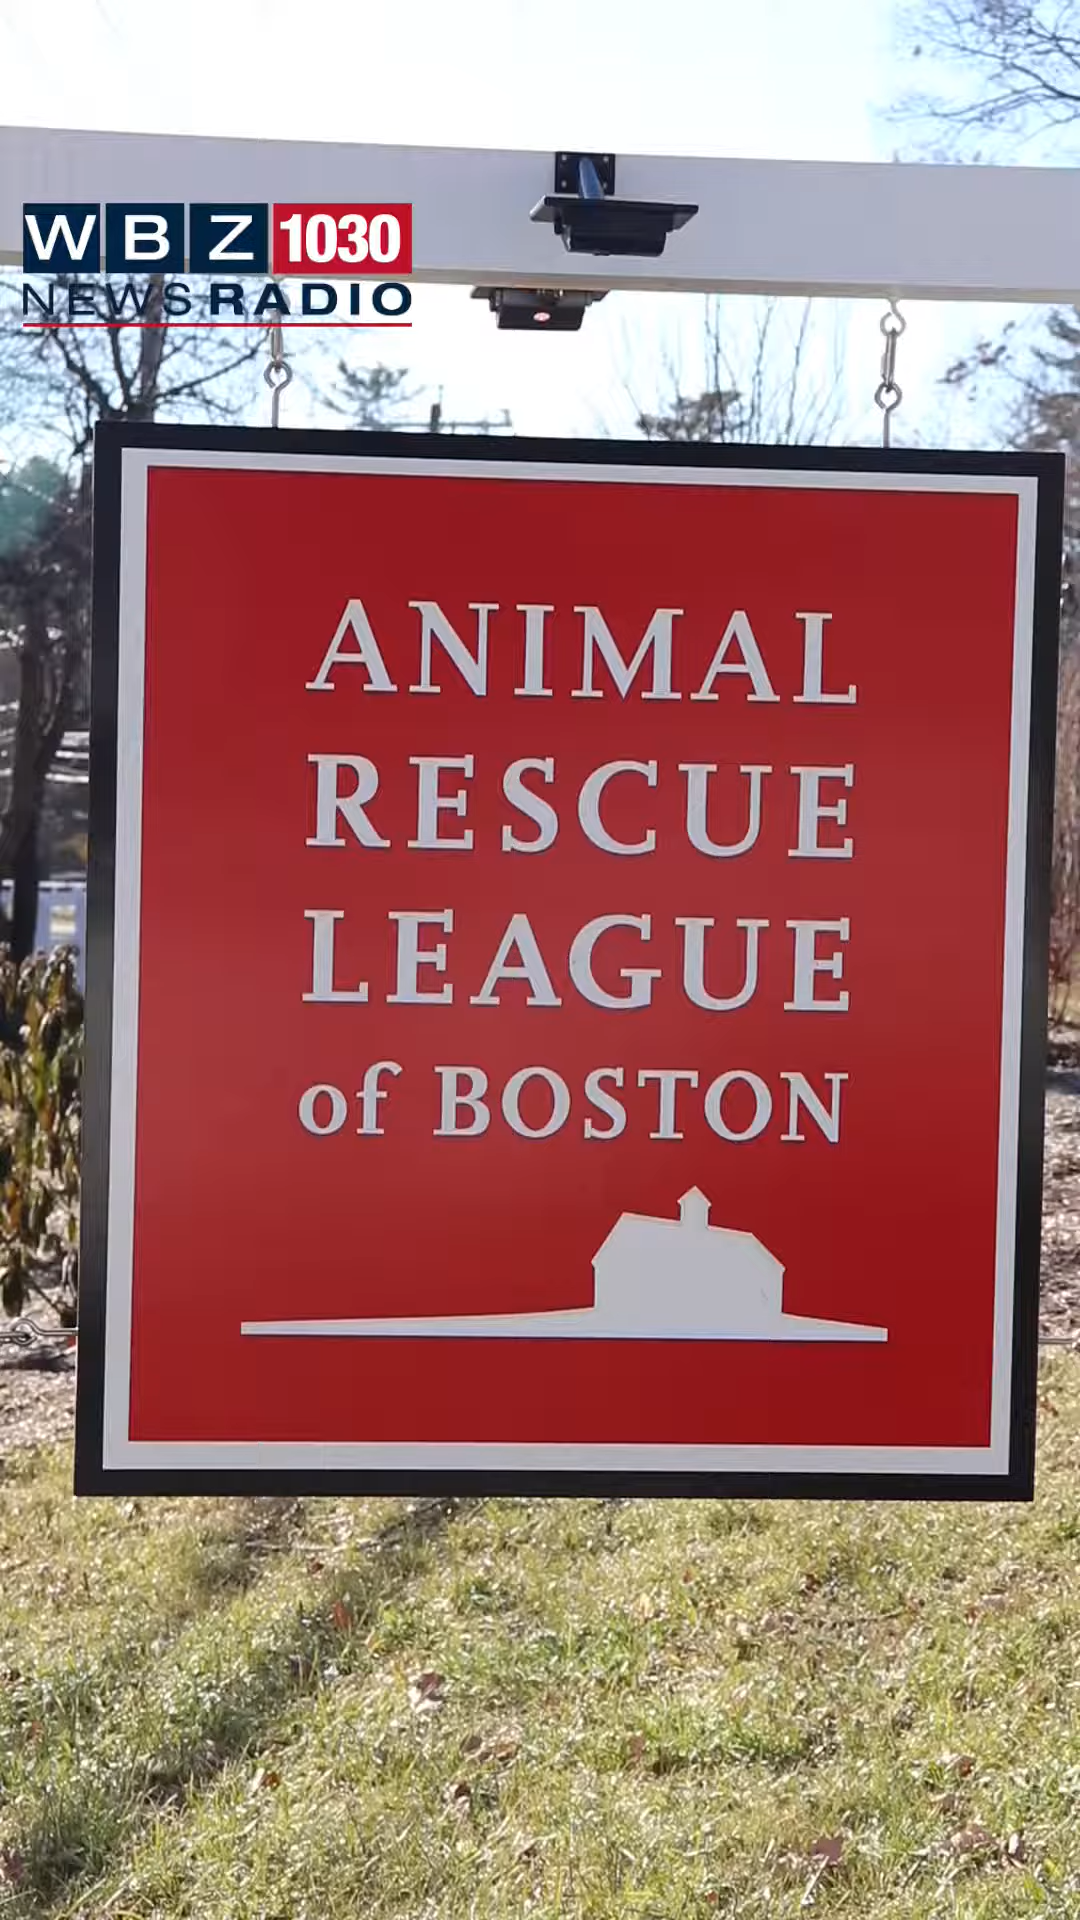 WBZ 1030
NEWSRADIO
ANIMAL
RESCUE
LEAGUE
of BOSTON